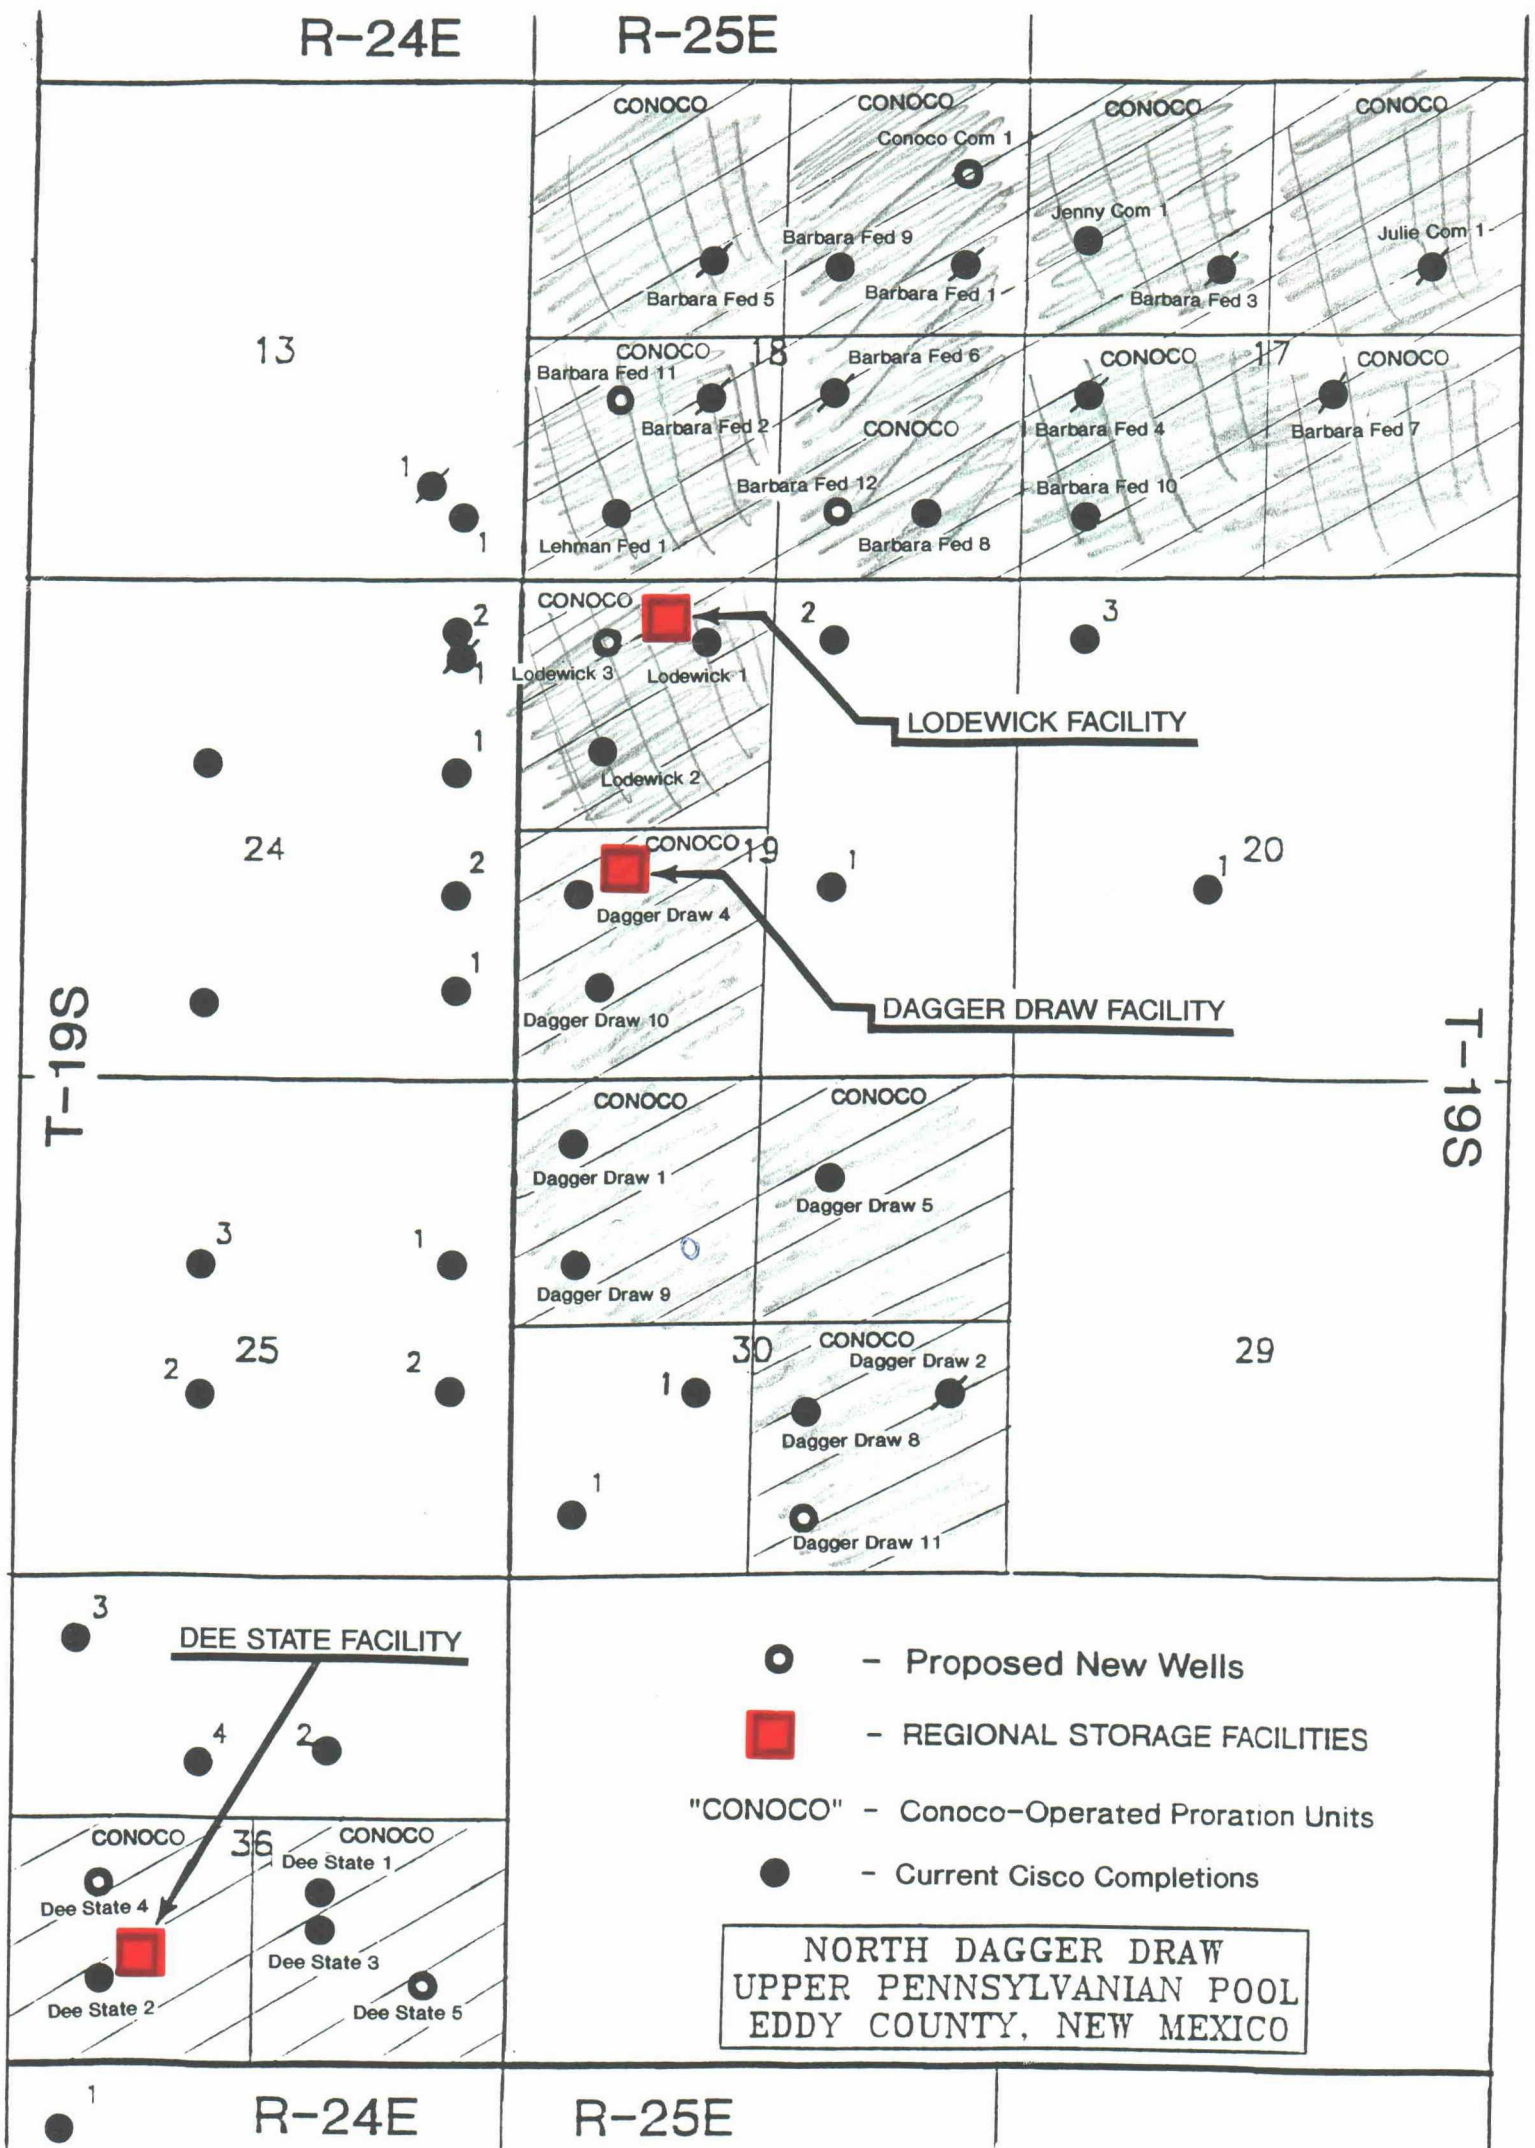 R-24E R-25E
CONOCO CONOCO CONOCO CONOCO
Conoco Com 1
Jenny Com 1
Barbara Fed 9 Julie Com 1
Barbara Fed 5 Barbara Fed 1 Barbara Fed 3
13 CONOCO 18 Barbara Fed 6 CONOCO 17 CONOCO
Barbara Fed 11
Barbara Fed 2 CONOCO Barbara Fed 4 Barbara Fed 7
1 Barbara Fed 12 Barbara Fed 10
1 Lehman Fed 1 Barbara Fed 8
2 CONOCO 2 3
1 Lodewick 3 Lodewick 1
LODEWICK FACILITY
1
Lodewick 2
24 2 CONOCO 19 1 1 20
Dagger Draw 4
1
T-19S
Dagger Draw 10 DAGGER DRAW FACILITY
T-19S
CONOCO CONOCO
Dagger Draw 1
Dagger Draw 5
3 1
Dagger Draw 9
25 30 CONOCO 29
2 2 1 Dagger Draw 2
Dagger Draw 8
1
Dagger Draw 11
3
DEE STATE FACILITY
4 2
CONOCO 36 CONOCO
Dee State 1
Dee State 4
Dee State 3
Dee State 2 Dee State 5
- Proposed New Wells
- REGIONAL STORAGE FACILITIES
"CONOCO" - Conoco-Operated Proration Units
- Current Cisco Completions
NORTH DAGGER DRAW
UPPER PENNSYLVANIAN POOL
EDDY COUNTY, NEW MEXICO
1
R-24E R-25E